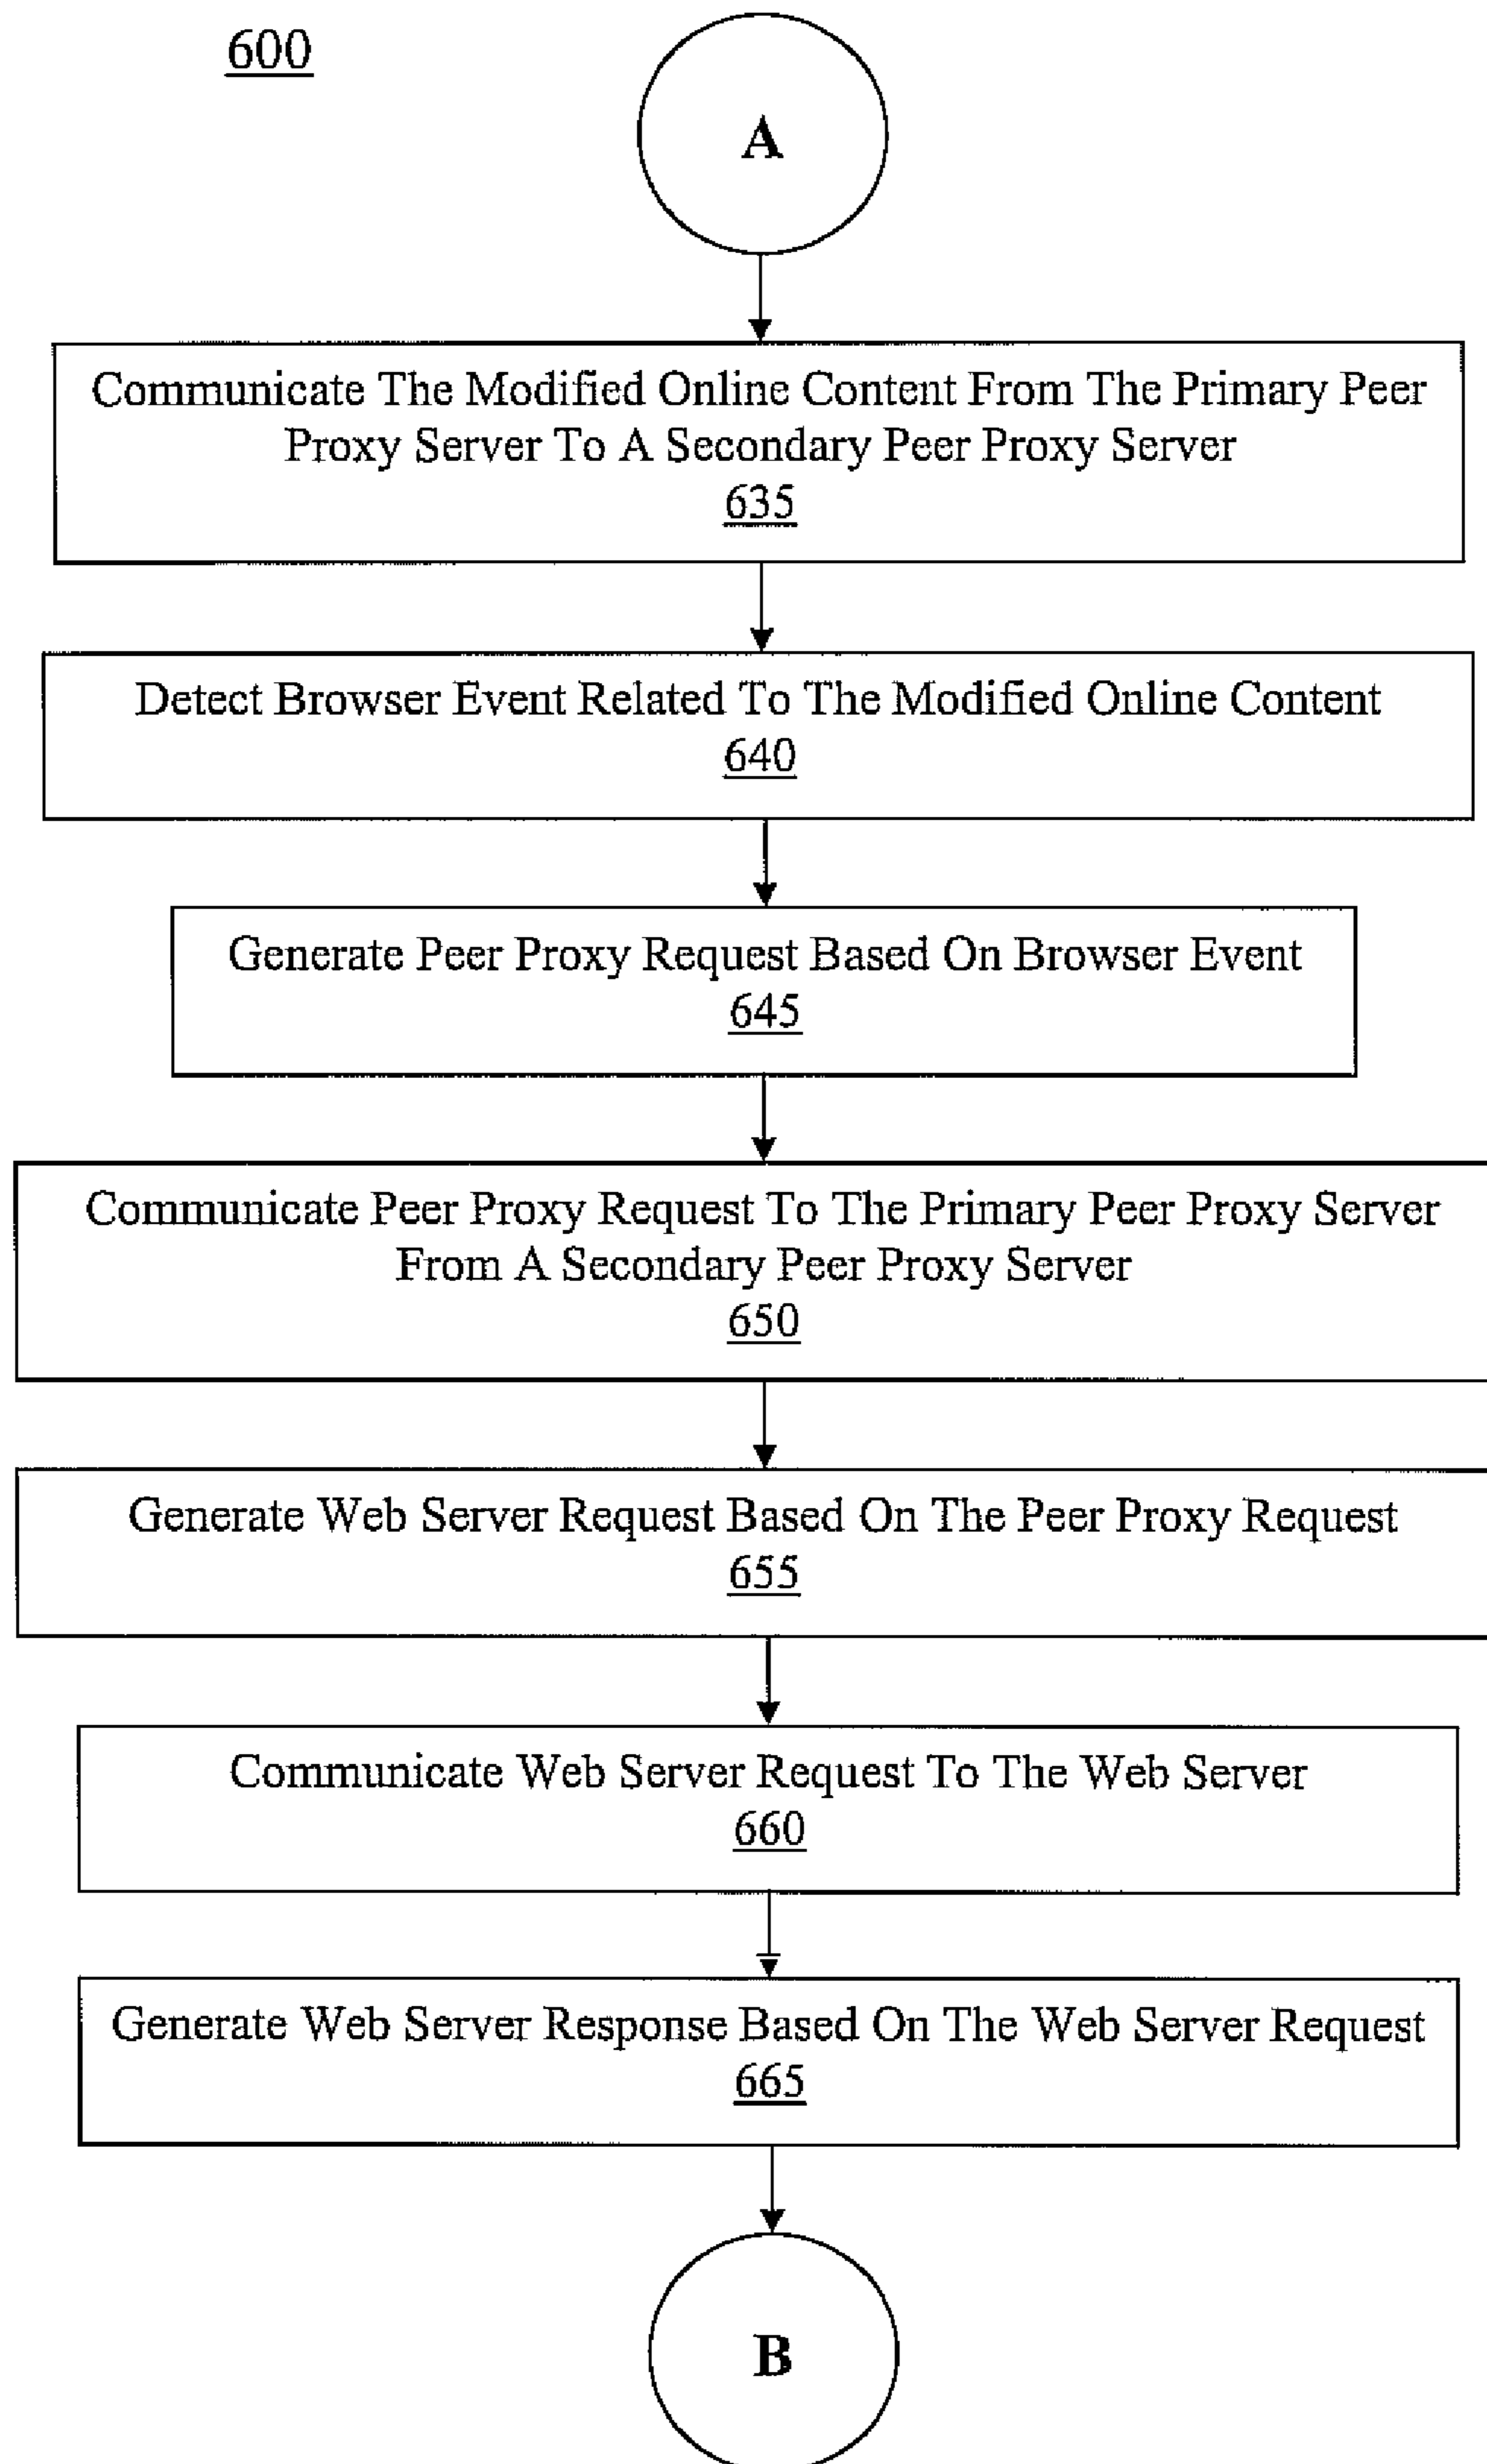 600
A
Communicate The Modified Online Content From The Primary Peer
Proxy Server To A Secondary Peer Proxy Server
635
Detect Browser Event Related To The Modified Online Content
640
Generate Peer Proxy Request Based On Browser Event
645
Communicate Peer Proxy Request To The Primary Peer Proxy Server
From A Secondary Peer Proxy Server
650
Generate Web Server Request Based On The Peer Proxy Request
655
Communicate Web Server Request To The Web Server
660
Generate Web Server Response Based On The Web Server Request
665
B